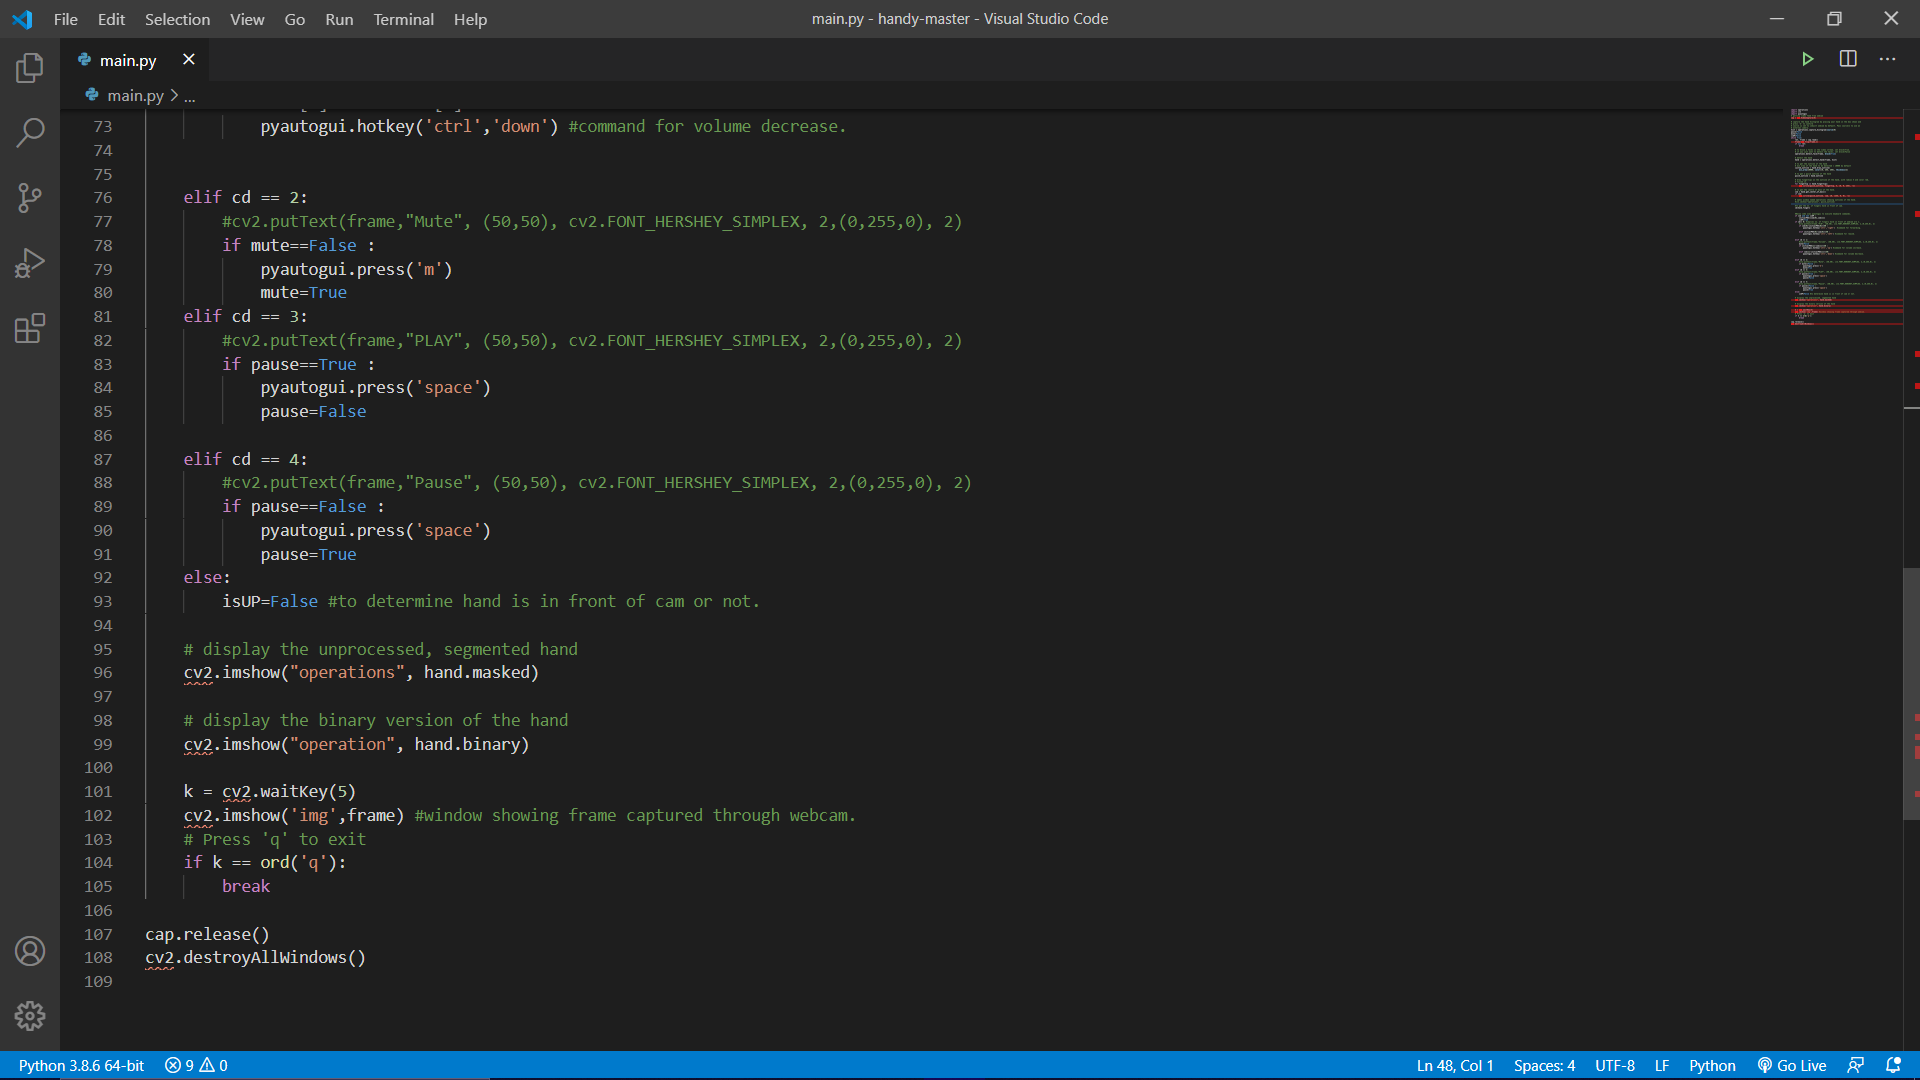 File Edit Selection View Go Run Terminal Help
main.py - handy-master - Visual Studio Code
main.py
main.py > ...
73 pyautogui.hotkey('ctrl','down') #command for volume decrease.
74
75
76 elif cd == 2:
77 #cv2.putText(frame,"Mute", (50,50), cv2.FONT_HERSHEY_SIMPLEX, 2,(0,255,0), 2)
78 if mute==False :
79 pyautogui.press('m')
80 mute=True
81 elif cd == 3:
82 #cv2.putText(frame,"PLAY", (50,50), cv2.FONT_HERSHEY_SIMPLEX, 2,(0,255,0), 2)
83 if pause==True :
84 pyautogui.press('space')
85 pause=False
86
87 elif cd == 4:
88 #cv2.putText(frame,"Pause", (50,50), cv2.FONT_HERSHEY_SIMPLEX, 2,(0,255,0), 2)
89 if pause==False :
90 pyautogui.press('space')
91 pause=True
92 else:
93 isUP=False #to determine hand is in front of cam or not.
94
95 # display the unprocessed, segmented hand
96 cv2.imshow("operations", hand.masked)
97
98 # display the binary version of the hand
99 cv2.imshow("operation", hand.binary)
100
101 k = cv2.waitKey(5)
102 cv2.imshow('img',frame) #window showing frame captured through webcam.
103 # Press 'q' to exit
104 if k == ord('q'):
105 break
106
107 cap.release()
108 cv2.destroyAllWindows()
109
Python 3.8.6 64-bit 9 0 Ln 48, Col 1 Spaces: 4 UTF-8 LF Python Go Live